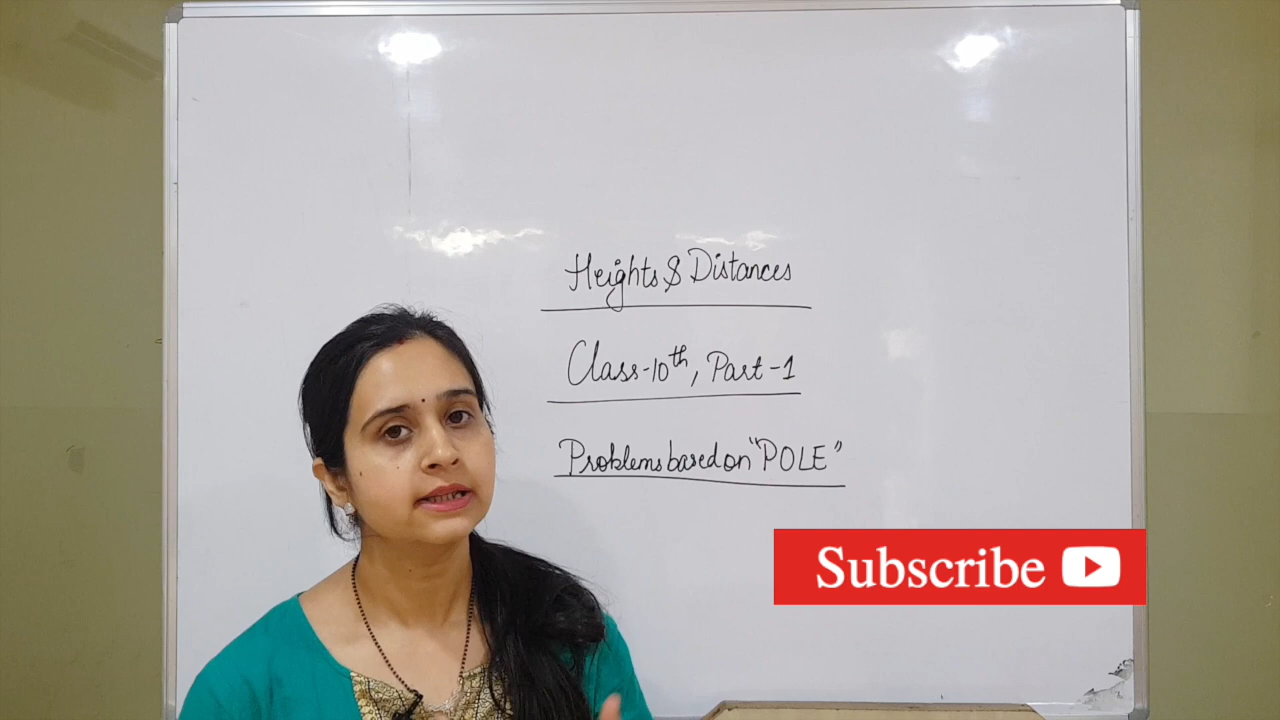 Heights & Distances
Class-10th, Part-1
Problems based on "POLE"
Subscribe